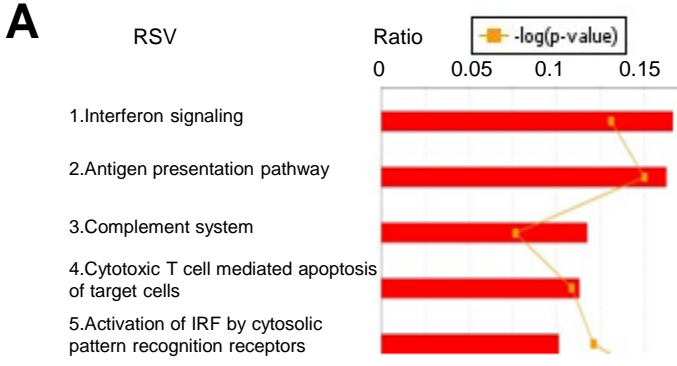 A
RSV
Ratio
-log(p-value)
0 0.05 0.1 0.15
1.Interferon signaling
2.Antigen presentation pathway
3.Complement system
4.Cytotoxic T cell mediated apoptosis
of target cells
5.Activation of IRF by cytosolic
pattern recognition receptors